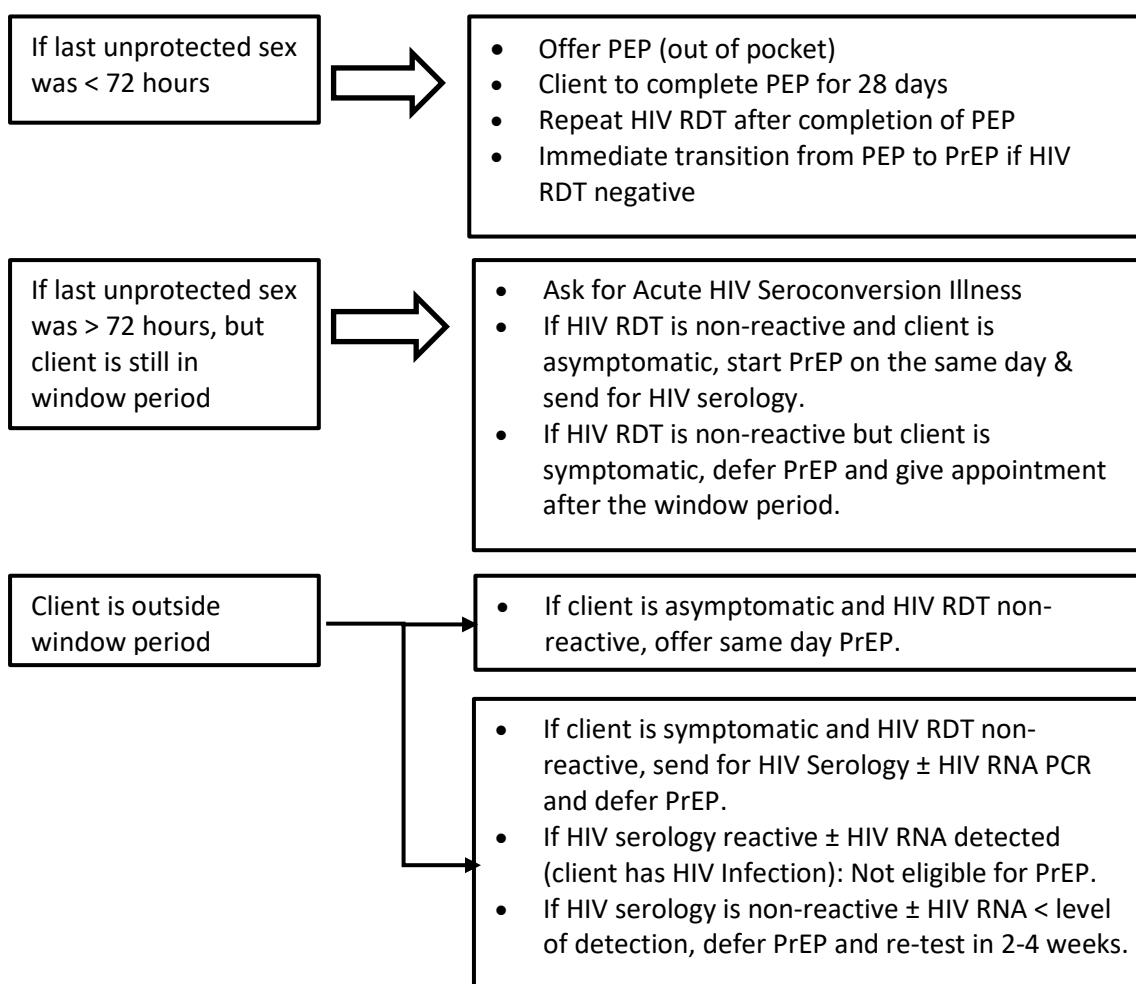 If last unprotected sex
was < 72 hours
• Offer PEP (out of pocket)
• Client to complete PEP for 28 days
• Repeat HIV RDT after completion of PEP
• Immediate transition from PEP to PrEP if HIV
RDT negative
If last unprotected sex
was > 72 hours, but
client is still in
window period
• Ask for Acute HIV Seroconversion Illness
• If HIV RDT is non-reactive and client is
asymptomatic, start PrEP on the same day &
send for HIV serology.
• If HIV RDT is non-reactive but client is
symptomatic, defer PrEP and give appointment
after the window period.
Client is outside
window period
• If client is asymptomatic and HIV RDT non-
reactive, offer same day PrEP.
• If client is symptomatic and HIV RDT non-
reactive, send for HIV Serology ± HIV RNA PCR
and defer PrEP.
• If HIV serology reactive ± HIV RNA detected
(client has HIV Infection): Not eligible for PrEP.
• If HIV serology is non-reactive ± HIV RNA < level
of detection, defer PrEP and re-test in 2-4 weeks.